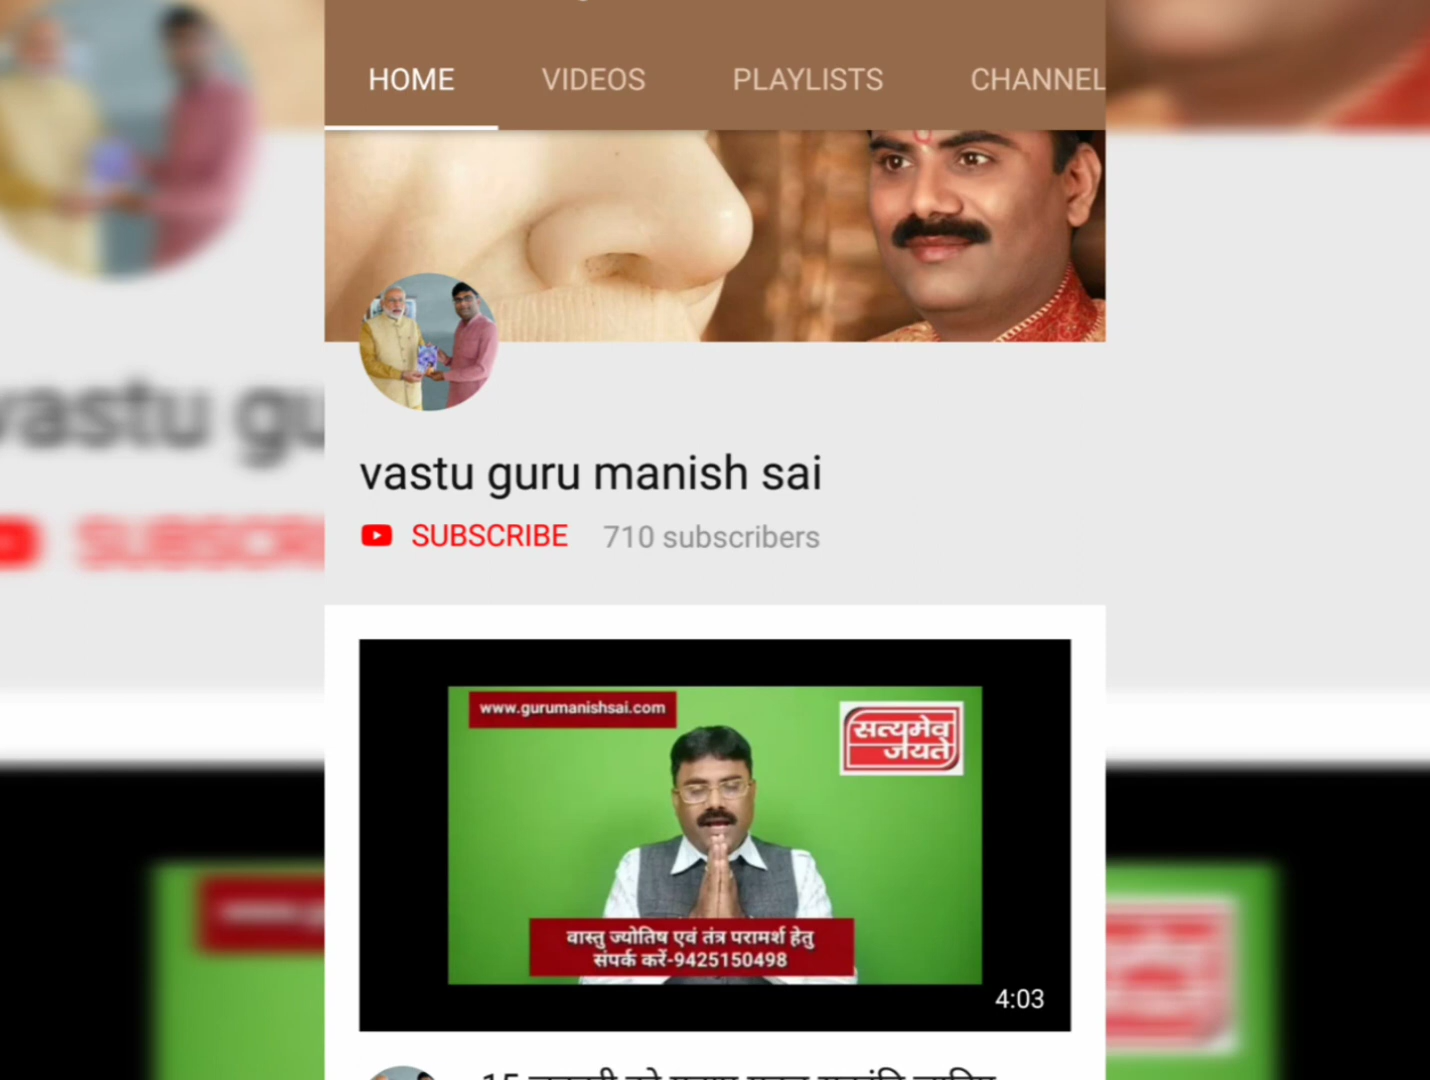 HOME VIDEOS PLAYLISTS CHANNEL
vastu guru manish sai
SUBSCRIBE 710 subscribers
www.gurumanishsai.com
सत्यमेव
जयते
वास्तु ज्योतिष एवं तंत्र परामर्श हेतु
संपर्क करें-9425150498
4:03